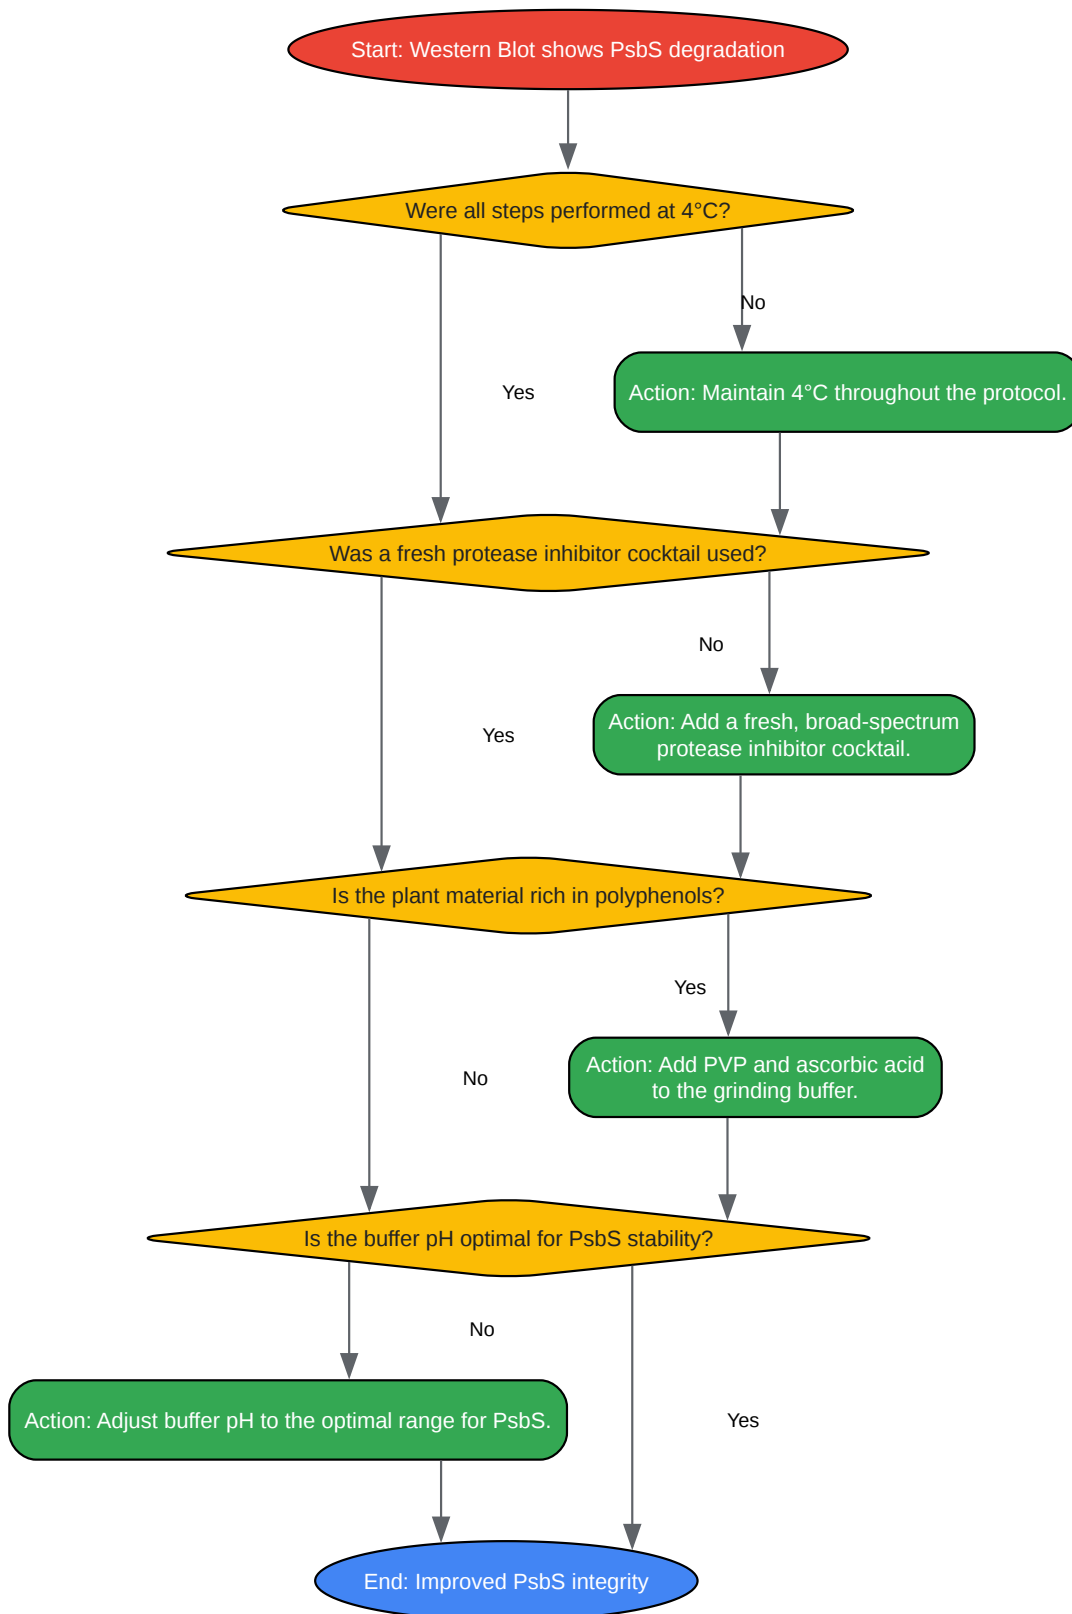 Start: Western Blot shows PsbS degradation
Were all steps performed at 4°C?
No
Yes
Action: Maintain 4°C throughout the protocol.
Was a fresh protease inhibitor cocktail used?
No
Action: Add a fresh, broad-spectrum
protease inhibitor cocktail.
Yes
Is the plant material rich in polyphenols?
Yes
Action: Add PVP and ascorbic acid
to the grinding buffer.
No
Is the buffer pH optimal for PsbS stability?
No
Action: Adjust buffer pH to the optimal range for PsbS.
Yes
End: Improved PsbS integrity